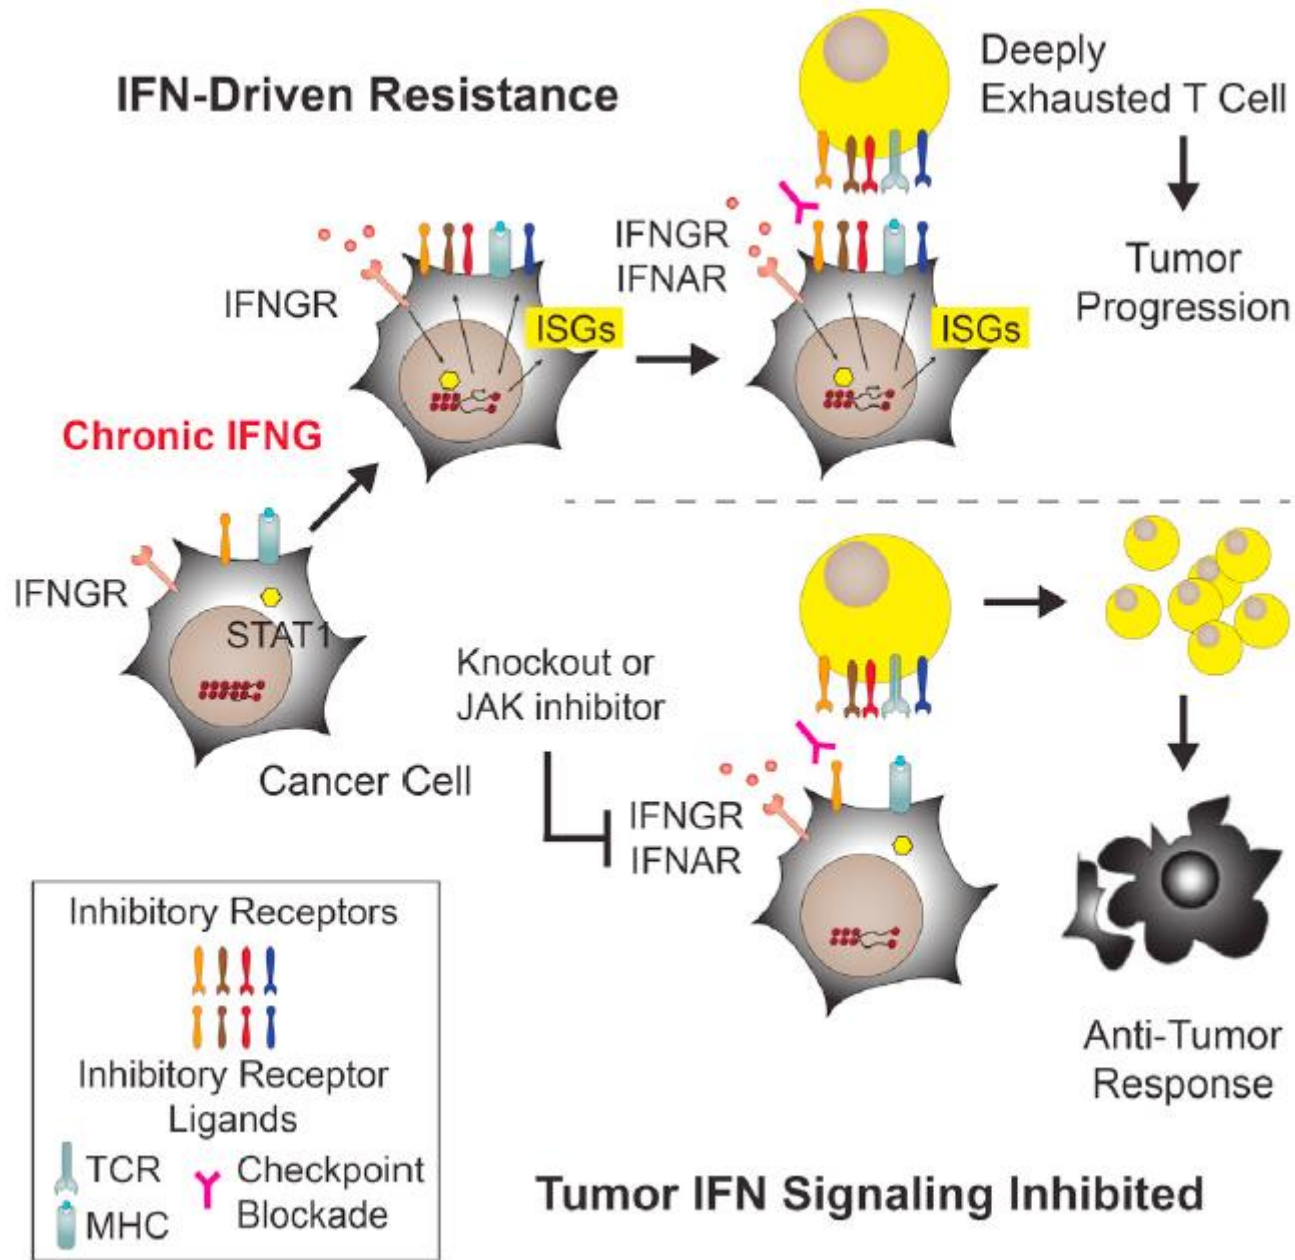 IFN-Driven Resistance
Deeply
Exhausted T Cell
Tumor
Progression
IFNGR
IFNGR
IFNAR
ISGs
ISGs
Chronic IFNG
IFNGR
STAT1
Cancer Cell
Knockout or
JAK inhibitor
IFNGR
IFNAR
Anti-Tumor
Response
Inhibitory Receptors
Inhibitory Receptor
Ligands
TCR
MHC
Checkpoint
Blockade
Tumor IFN Signaling Inhibited